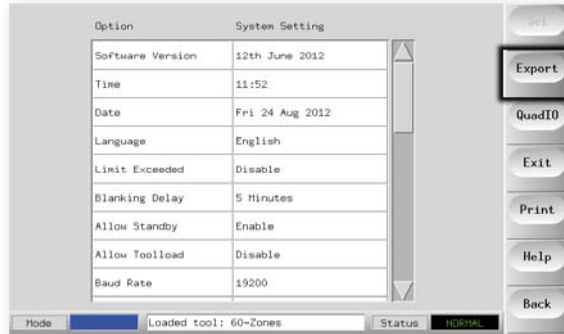 Option System Setting
Software Version 12th June 2012
Time 11:52
Date Fri 24 Aug 2012
Language English
Limit Exceeded Disable
Blanking Delay 5 Minutes
Allow Standby Enable
Allow Toolload Disable
Baud Rate 19200
Set
Export
QuadIO
Exit
Print
Help
Back
Mode Loaded tool: 60-Zones Status NORMAL